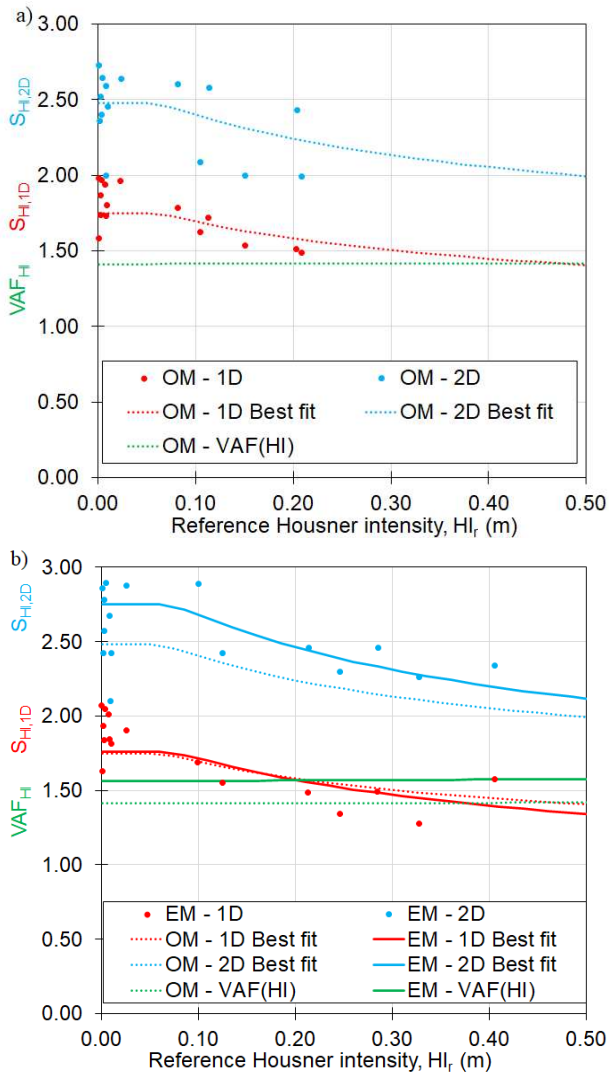 a)
3.00
2.50
2.00
1.50
1.00
0.50
0.00
VAF_HI S_HI,1D S_HI,2D
OM - 1D OM - 2D
OM - 1D Best fit OM - 2D Best fit
OM - VAF(HI)
0.00 0.10 0.20 0.30 0.40 0.50
Reference Housner intensity, HI_r (m)
b)
3.00
2.50
2.00
1.50
1.00
0.50
0.00
VAF_HI S_HI,1D S_HI,2D
EM - 1D EM - 2D
OM - 1D Best fit EM - 1D Best fit
OM - 2D Best fit EM - 2D Best fit
OM - VAF(HI) EM - VAF(HI)
0.00 0.10 0.20 0.30 0.40 0.50
Reference Housner intensity, HI_r (m)